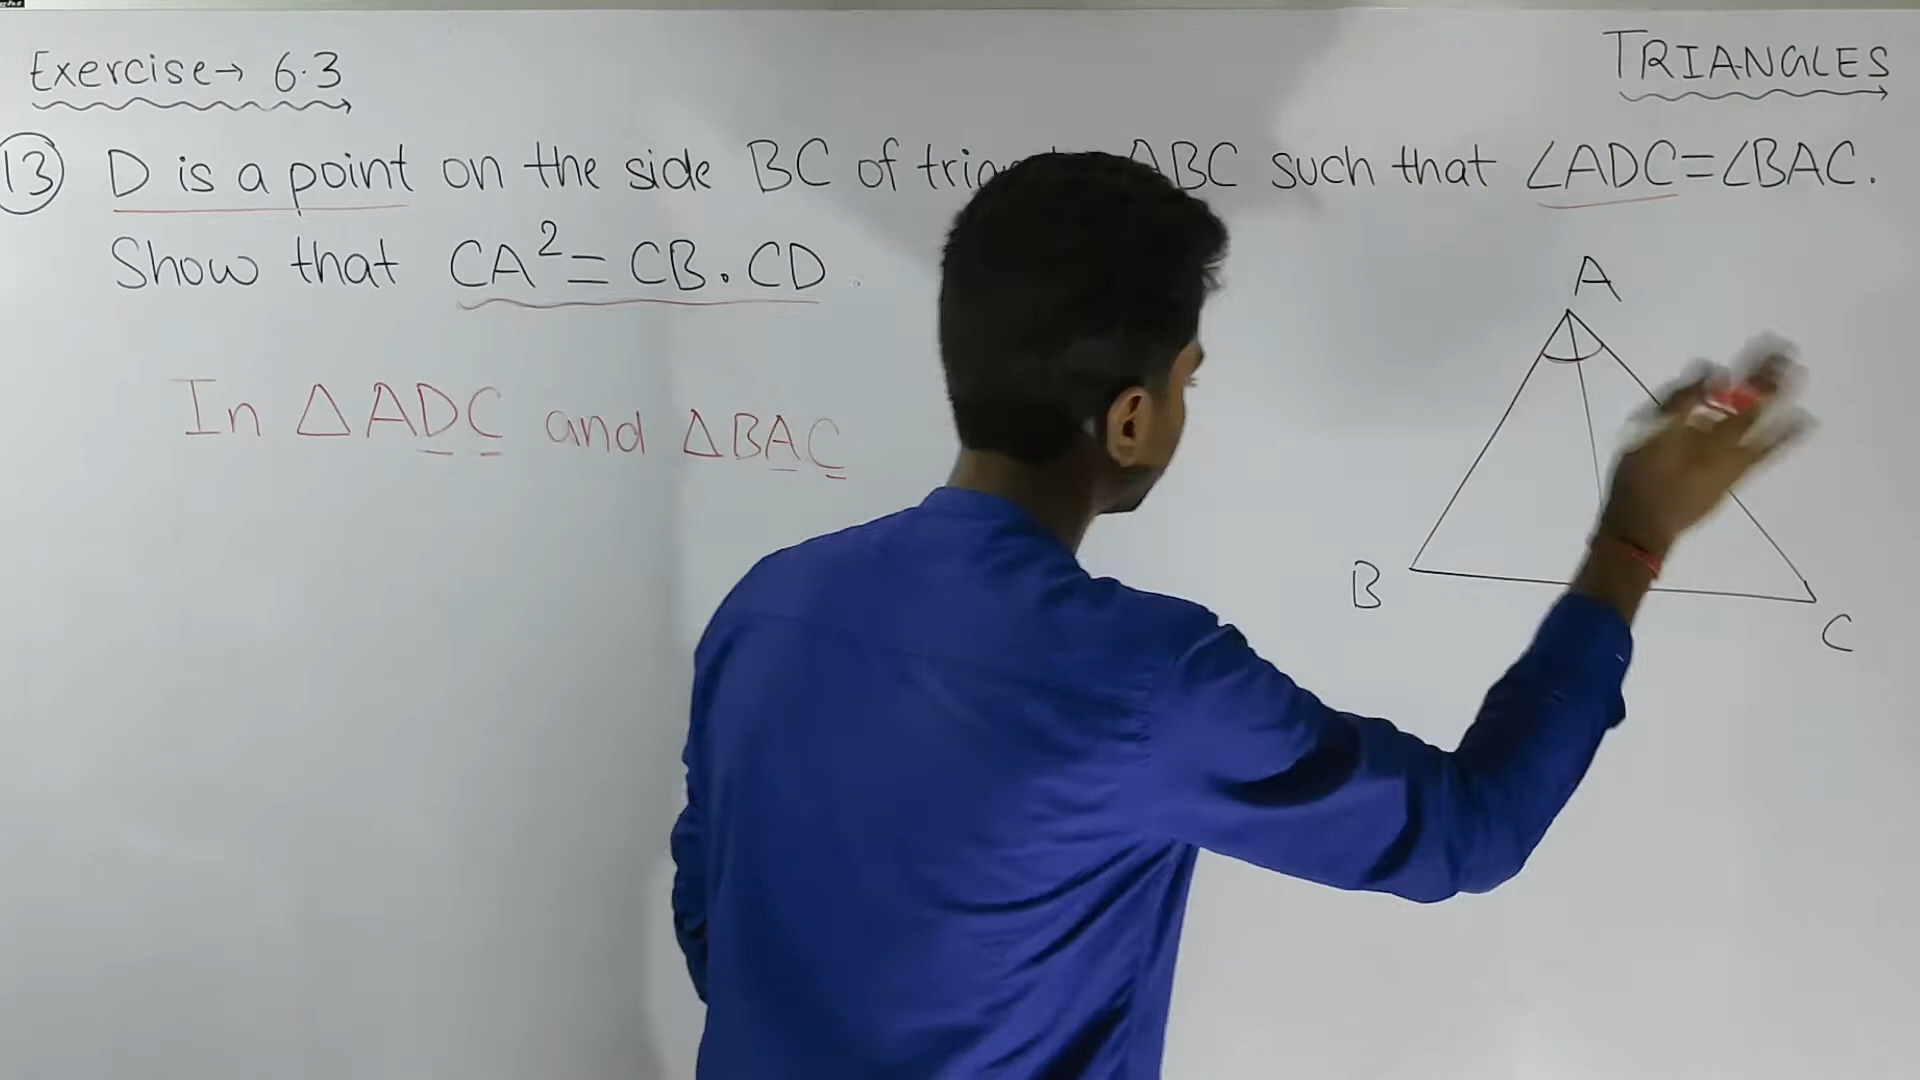 Exercise→ 6.3
TRIANGLES
13 D is a point on the side BC of ABC such that ∠ADC=∠BAC.
Show that CA²= CB.CD.
A
In △ADC and △BAC
B
C